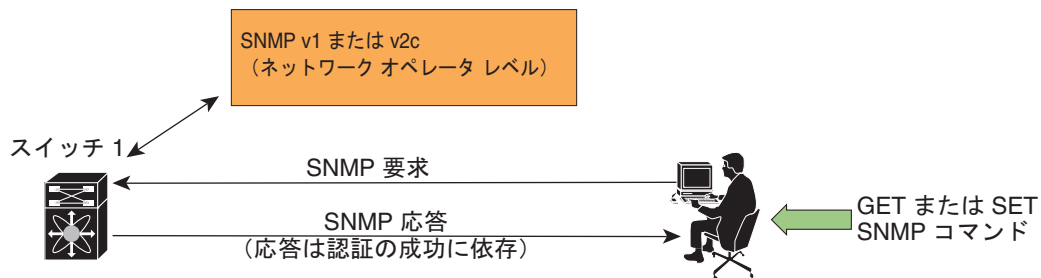 SNMP v1 または v2c
（ネットワーク オペレータ レベル）
スイッチ 1
SNMP 要求
SNMP 応答
（応答は認証の成功に依存）
GET または SET
SNMP コマンド